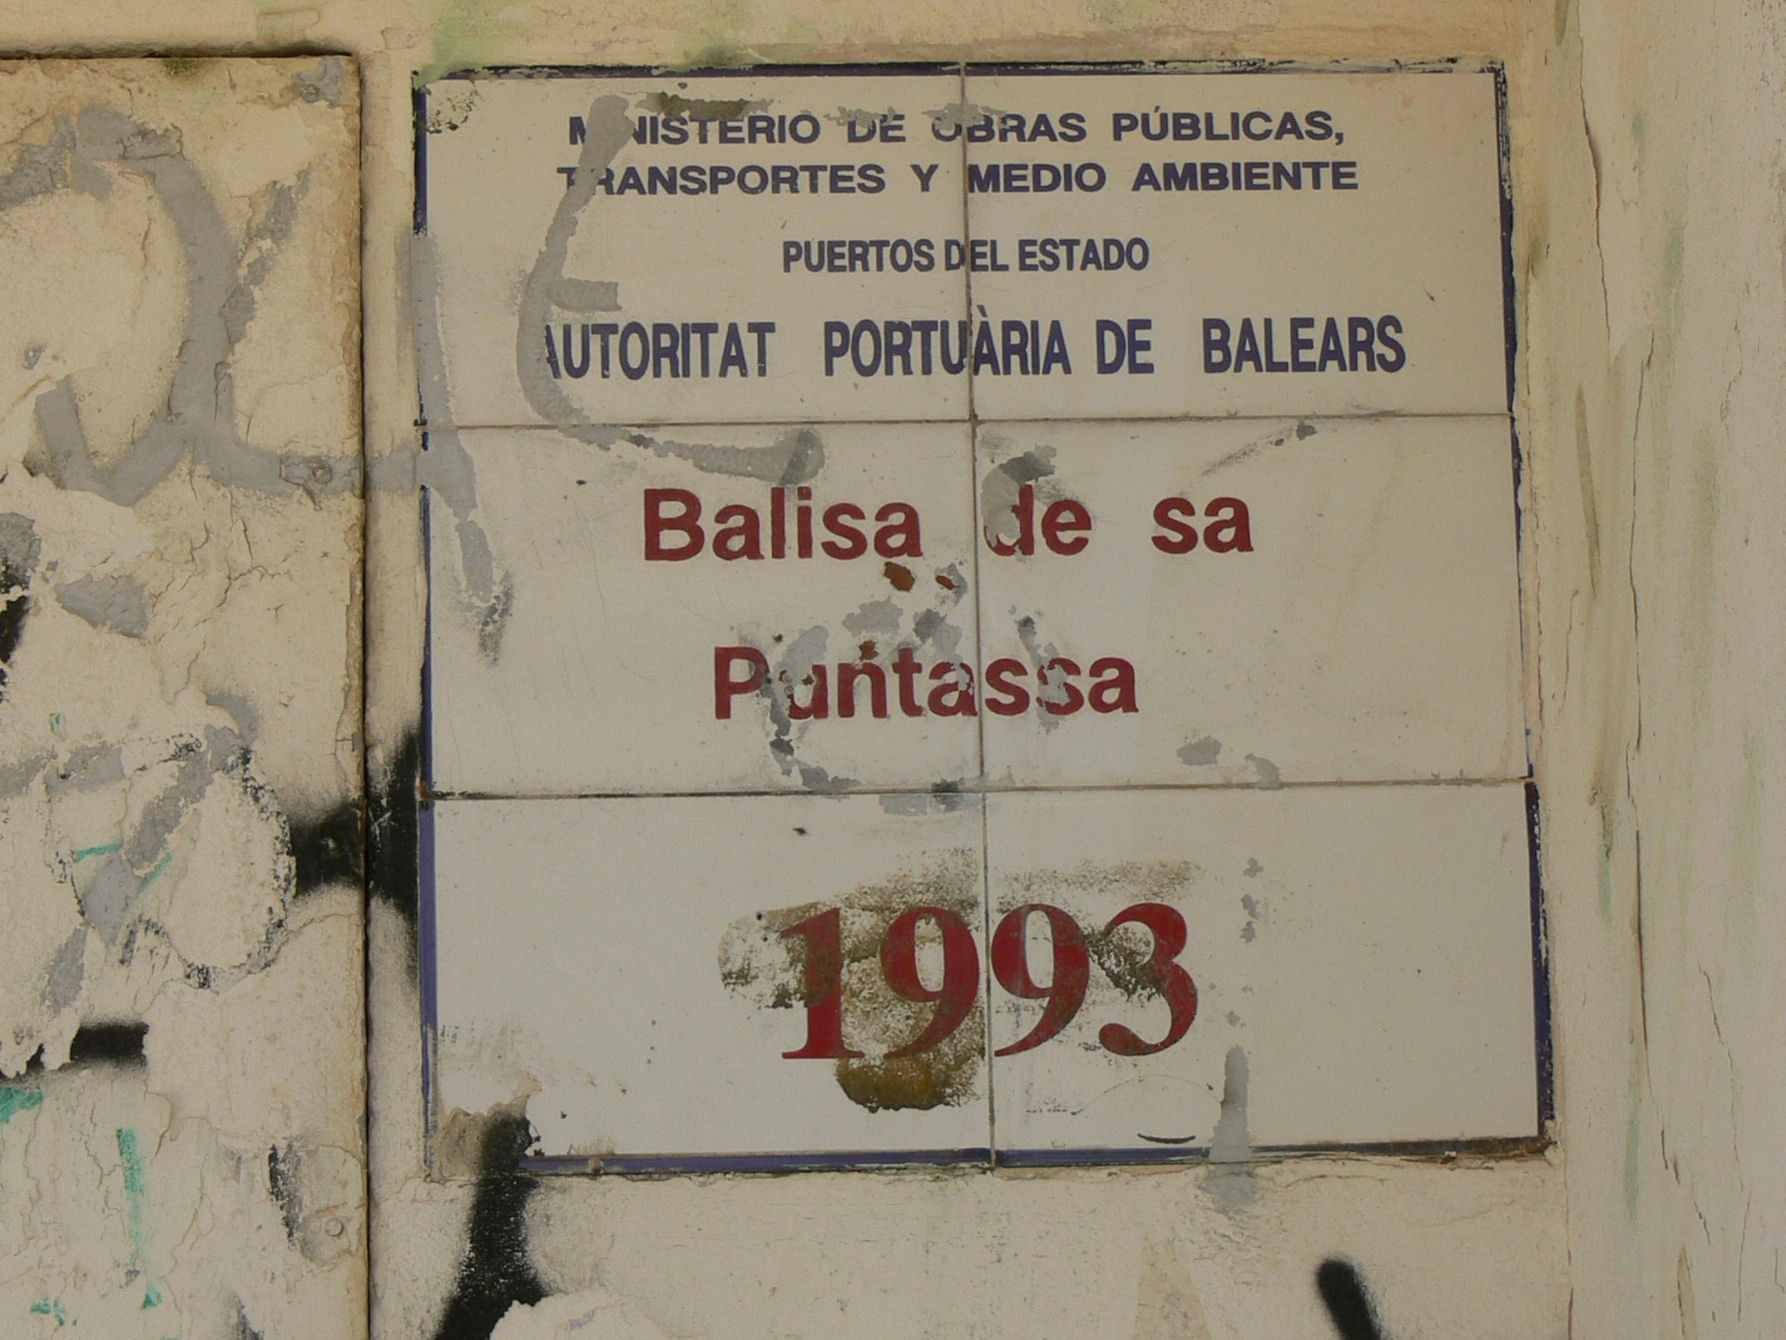 MINISTERIO DE OBRAS PÚBLICAS,
TRANSPORTES Y MEDIO AMBIENTE
PUERTOS DEL ESTADO
AUTORITAT PORTUÀRIA DE BALEARS
Balisa de sa
Puntassa
1993